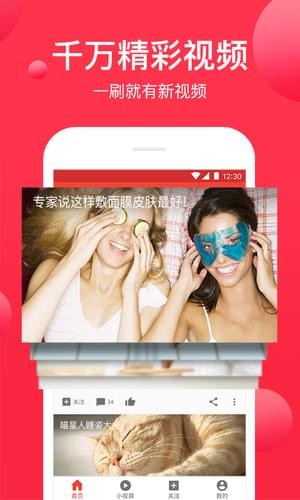 千万精彩视频
一刷就有新视频
12:30
专家说这样敷面膜皮肤最好！
关注
34
喵星人睡姿大全
首页
小视频
关注
我的